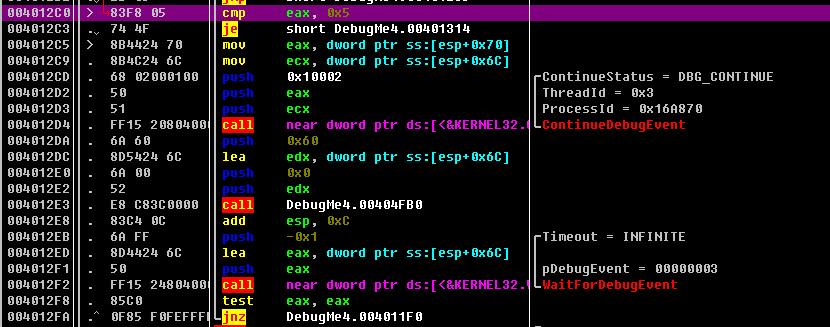 004012C0 > 83F8 05 cmp eax, 0x5
004012C3 . 74 4F je short DebugMe4.00401314
004012C5 > 8B4424 70 mov eax, dword ptr ss:[esp+0x70]
004012C9 . 8B4C24 6C mov ecx, dword ptr ss:[esp+0x6C]
004012CD . 68 02000100 push 0x10002 ContinueStatus = DBG_CONTINUE
004012D2 . 50 push eax ThreadId = 0x3
004012D3 . 51 push ecx ProcessId = 0x16A870
004012D4 . FF15 20804000 call near dword ptr ds:[<&KERNEL32. ContinueDebugEvent
004012DA . 6A 60 push 0x60
004012DC . 8D5424 6C lea edx, dword ptr ss:[esp+0x6C]
004012E0 . 6A 00 push 0x0
004012E2 . 52 push edx
004012E3 . E8 C83C0000 call DebugMe4.00404FB0
004012E8 . 83C4 0C add esp, 0xC
004012EB . 6A FF push -0x1 Timeout = INFINITE
004012ED . 8D4424 6C lea eax, dword ptr ss:[esp+0x6C]
004012F1 . 50 push eax pDebugEvent = 00000003
004012F2 . FF15 24804000 call near dword ptr ds:[<&KERNEL32. WaitForDebugEvent
004012F8 . 85C0 test eax, eax
004012FA .^ 0F85 F0FEFFFF jnz DebugMe4.004011F0